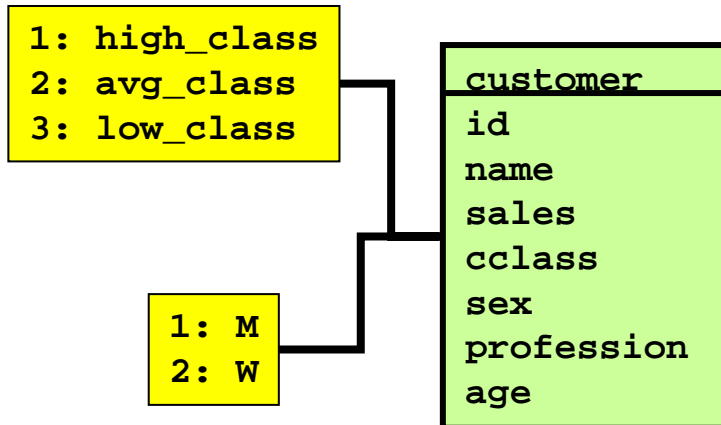 1: high_class
2: avg_class
3: low_class
customer
id
name
sales
cclass
sex
profession
age
1: M
2: W